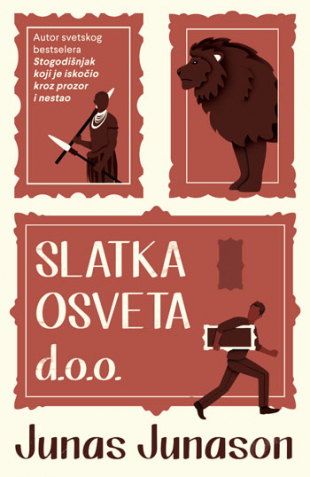 Autor svetskog
bestselera
Stogodišnjak
koji je iskočio
kroz prozor
i nestao
SLATKA
OSVETA
d.o.o.
Junas Junason